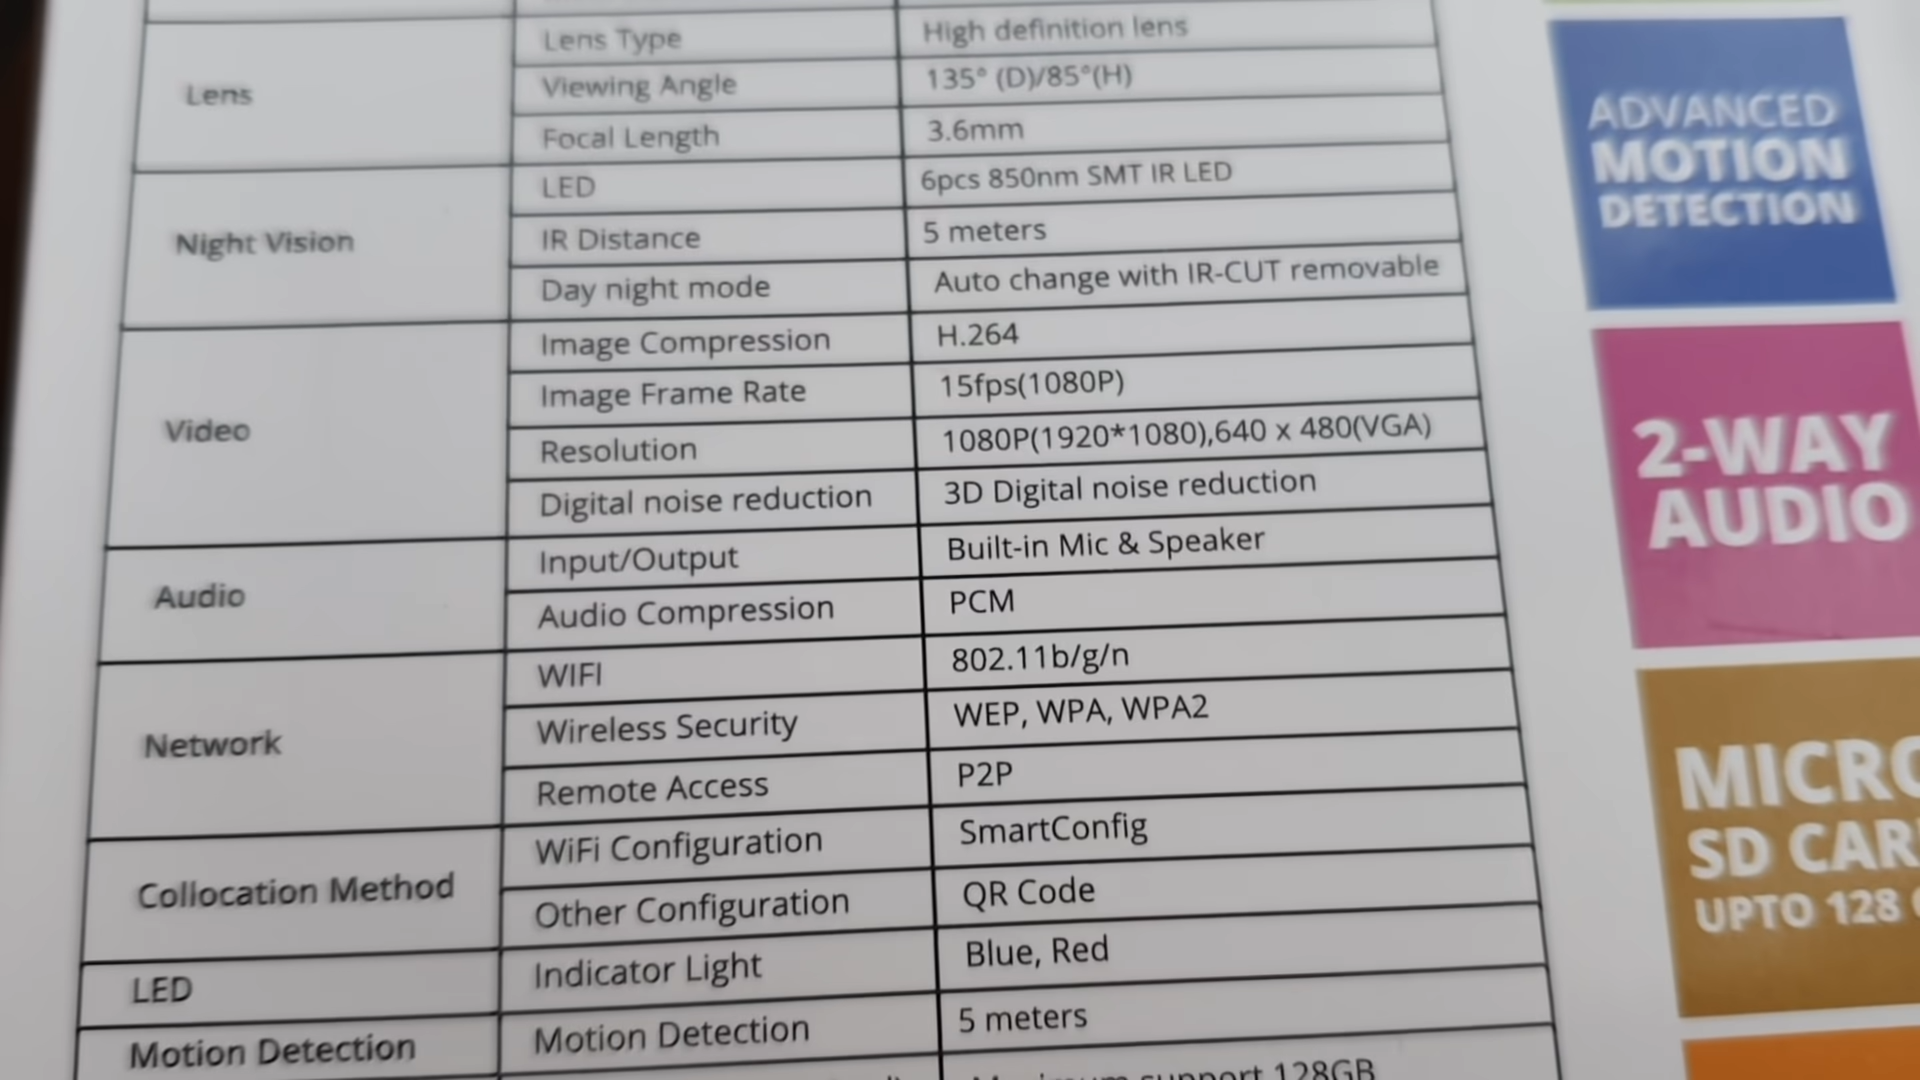 Lens
Lens Type
High definition lens
Viewing Angle
135° (D)/85°(H)
Focal Length
3.6mm
Night Vision
LED
6pcs 850nm SMT IR LED
IR Distance
5 meters
Day night mode
Auto change with IR-CUT removable
Video
Image Compression
H.264
Image Frame Rate
15fps(1080P)
Resolution
1080P(1920*1080),640 x 480(VGA)
Digital noise reduction
3D Digital noise reduction
Audio
Input/Output
Built-in Mic & Speaker
Audio Compression
PCM
Network
WIFI
802.11b/g/n
Wireless Security
WEP, WPA, WPA2
Remote Access
P2P
Collocation Method
WiFi Configuration
SmartConfig
Other Configuration
QR Code
LED
Indicator Light
Blue, Red
Motion Detection
Motion Detection
5 meters
support 128GB
ADVANCED
MOTION
DETECTION
2-WAY
AUDIO
MICRO
SD CAR
UPTO 128